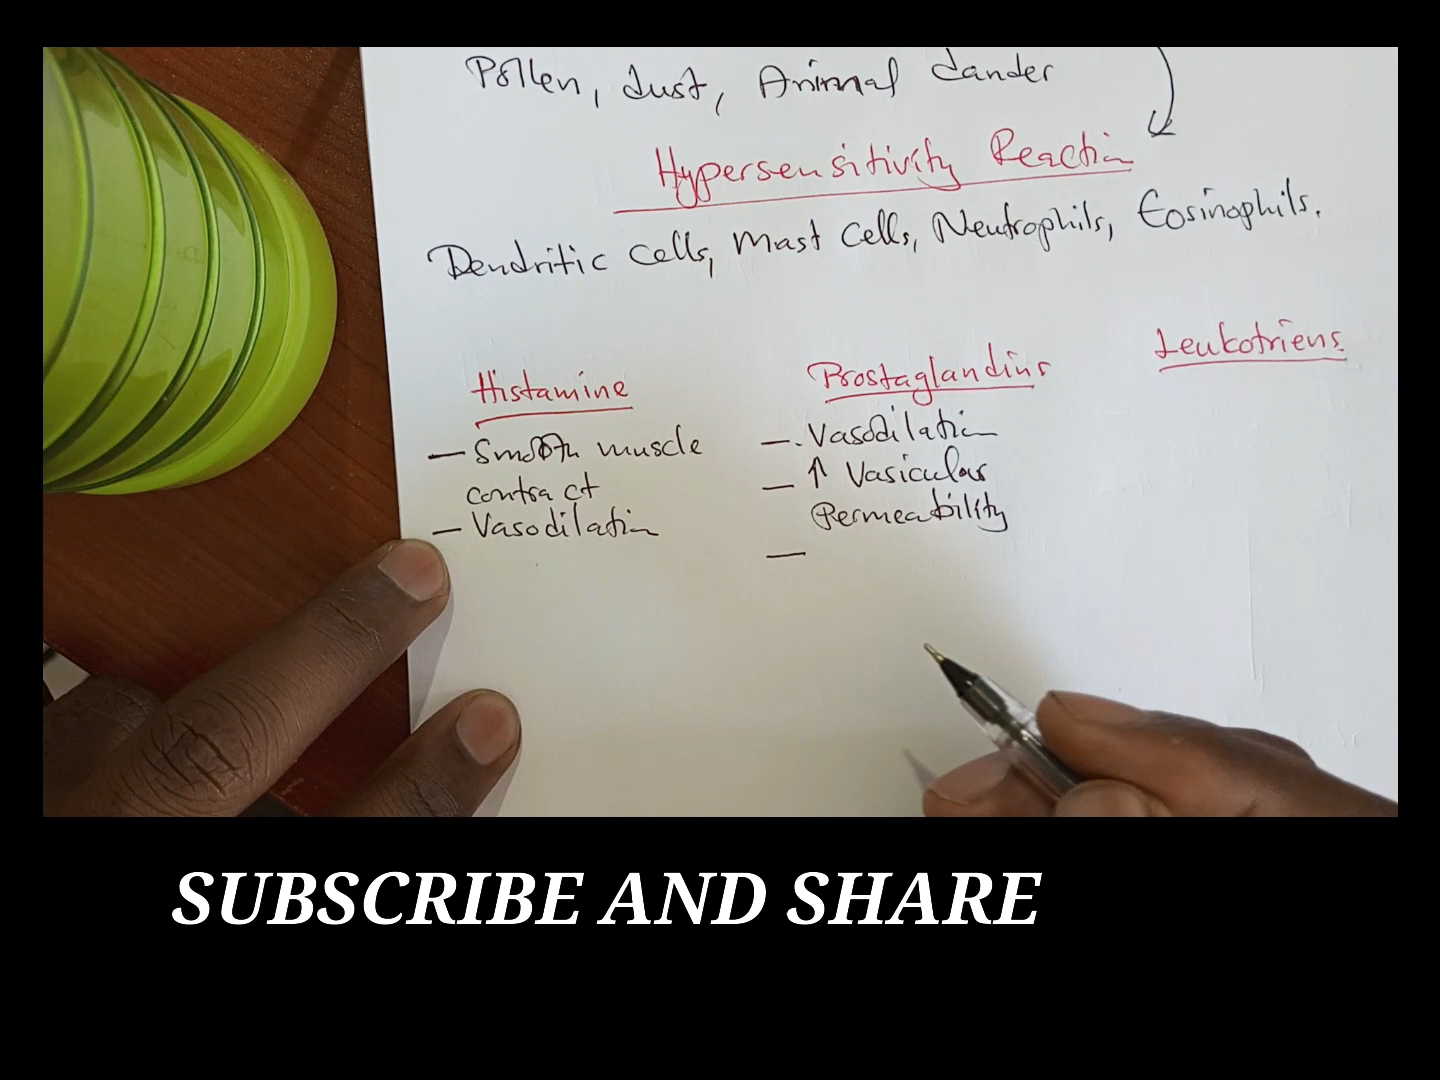 Pollen, dust, Animal dander
Hypersensitivity Reaction
Dendritic cells, Mast cells, Neutrophils, Eosinophils.
Histamine
— Smooth muscle
contract
— Vasodilation
Prostaglandins
— Vasodilation
— ↑ Vasicular
Permeability
—
Leukotriens
SUBSCRIBE AND SHARE